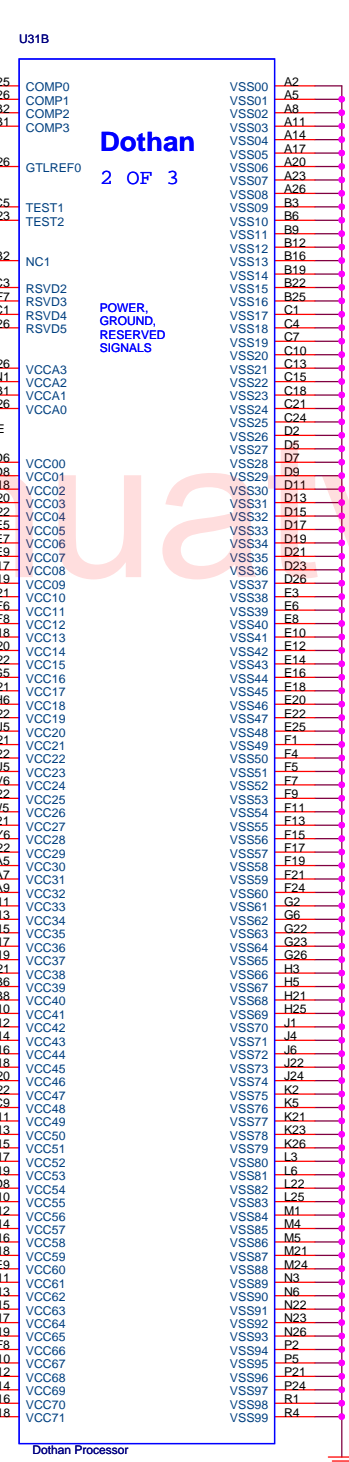 U31B
COMP0
COMP1
COMP2
COMP3
GTLREF0
TEST1
TEST2
NC1
RSVD2
RSVD3
RSVD4
RSVD5
VCCA3
VCCA2
VCCA1
VCCA0
VCC00
VCC01
VCC02
VCC03
VCC04
VCC05
VCC06
VCC07
VCC08
VCC09
VCC10
VCC11
VCC12
VCC13
VCC14
VCC15
VCC16
VCC17
VCC18
VCC19
VCC20
VCC21
VCC22
VCC23
VCC24
VCC25
VCC26
VCC27
VCC28
VCC29
VCC30
VCC31
VCC32
VCC33
VCC34
VCC35
VCC36
VCC37
VCC38
VCC39
VCC40
VCC41
VCC42
VCC43
VCC44
VCC45
VCC46
VCC47
VCC48
VCC49
VCC50
VCC51
VCC52
VCC53
VCC54
VCC55
VCC56
VCC57
VCC58
VCC59
VCC60
VCC61
VCC62
VCC63
VCC64
VCC65
VCC66
VCC67
VCC68
VCC69
VCC70
VCC71
Dothan
2 OF 3
POWER,
GROUND,
RESERVED
SIGNALS
VSS00 A2
VSS01 A5
VSS02 A8
VSS03 A11
VSS04 A14
VSS05 A17
VSS06 A20
VSS07 A23
VSS08 A26
VSS09 B3
VSS10 B6
VSS11 B9
VSS12 B12
VSS13 B16
VSS14 B19
VSS15 B22
VSS16 B25
VSS17 C1
VSS18 C4
VSS19 C7
VSS20 C10
VSS21 C13
VSS22 C15
VSS23 C18
VSS24 C21
VSS25 C24
VSS26 D2
VSS27 D5
VSS28 D7
VSS29 D9
VSS30 D11
VSS31 D13
VSS32 D15
VSS33 D17
VSS34 D19
VSS35 D21
VSS36 D23
VSS37 D26
VSS38 E3
VSS39 E6
VSS40 E8
VSS41 E10
VSS42 E12
VSS43 E14
VSS44 E16
VSS45 E18
VSS46 E20
VSS47 E22
VSS48 E25
VSS49 F1
VSS50 F4
VSS51 F5
VSS52 F7
VSS53 F9
VSS54 F11
VSS55 F13
VSS56 F15
VSS57 F17
VSS58 F19
VSS59 F21
VSS60 F24
VSS61 G2
VSS62 G6
VSS63 G22
VSS64 G23
VSS65 G26
VSS66 H3
VSS67 H5
VSS68 H21
VSS69 H25
VSS70 J1
VSS71 J4
VSS72 J6
VSS73 J22
VSS74 J24
VSS75 K2
VSS76 K5
VSS77 K21
VSS78 K23
VSS79 K26
VSS80 L3
VSS81 L6
VSS82 L22
VSS83 L25
VSS84 M1
VSS85 M4
VSS86 M5
VSS87 M21
VSS88 M24
VSS89 N3
VSS90 N6
VSS91 N22
VSS92 N23
VSS93 N26
VSS94 P2
VSS95 P5
VSS96 P21
VSS97 P24
VSS98 R1
VSS99 R4
Dothan Processor